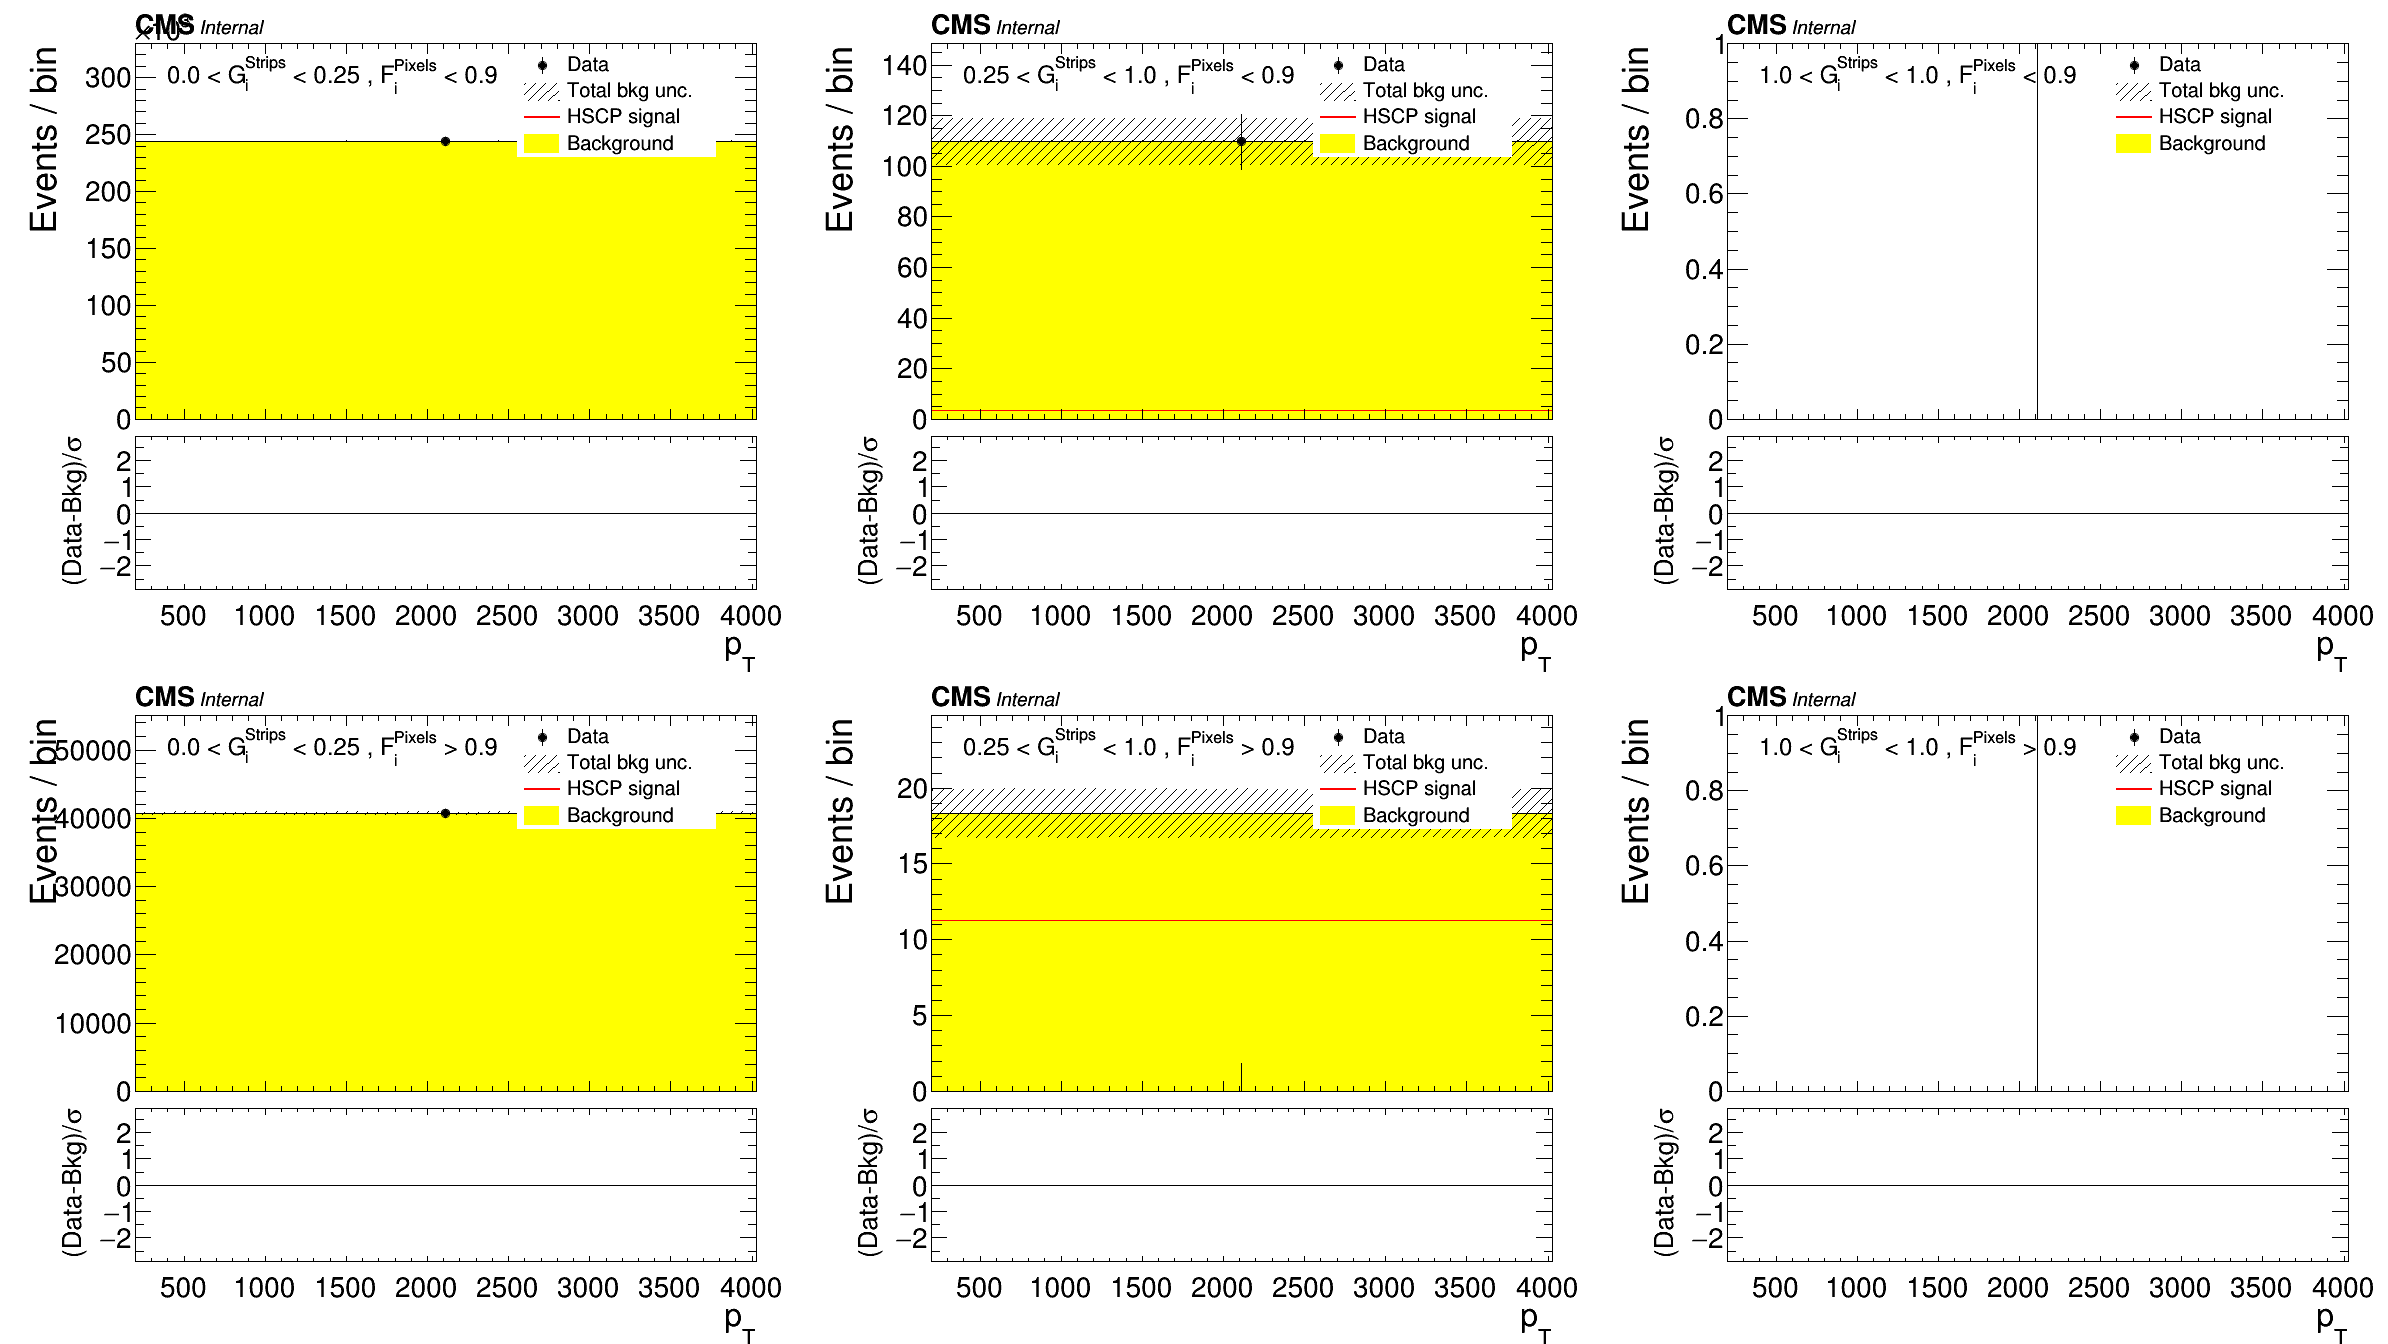 CMS Internal
×10³
Events / bin
0.0 < G_i^Strips < 0.25 , F_i^Pixels < 0.9
Data
Total bkg unc.
HSCP signal
Background
300
250
200
150
100
50
0
(Data-Bkg)/σ
2
1
0
−1
−2
500 1000 1500 2000 2500 3000 3500 4000
p_T
CMS Internal
Events / bin
0.25 < G_i^Strips < 1.0 , F_i^Pixels < 0.9
Data
Total bkg unc.
HSCP signal
Background
140
120
100
80
60
40
20
0
(Data-Bkg)/σ
2
1
0
−1
−2
500 1000 1500 2000 2500 3000 3500 4000
p_T
CMS Internal
Events / bin
1.0 < G_i^Strips < 1.0 , F_i^Pixels < 0.9
Data
Total bkg unc.
HSCP signal
Background
1
0.8
0.6
0.4
0.2
0
(Data-Bkg)/σ
2
1
0
−1
−2
500 1000 1500 2000 2500 3000 3500 4000
p_T
CMS Internal
Events / bin
0.0 < G_i^Strips < 0.25 , F_i^Pixels > 0.9
Data
Total bkg unc.
HSCP signal
Background
50000
40000
30000
20000
10000
0
(Data-Bkg)/σ
2
1
0
−1
−2
500 1000 1500 2000 2500 3000 3500 4000
p_T
CMS Internal
Events / bin
0.25 < G_i^Strips < 1.0 , F_i^Pixels > 0.9
Data
Total bkg unc.
HSCP signal
Background
20
15
10
5
0
(Data-Bkg)/σ
2
1
0
−1
−2
500 1000 1500 2000 2500 3000 3500 4000
p_T
CMS Internal
Events / bin
1.0 < G_i^Strips < 1.0 , F_i^Pixels > 0.9
Data
Total bkg unc.
HSCP signal
Background
1
0.8
0.6
0.4
0.2
0
(Data-Bkg)/σ
2
1
0
−1
−2
500 1000 1500 2000 2500 3000 3500 4000
p_T